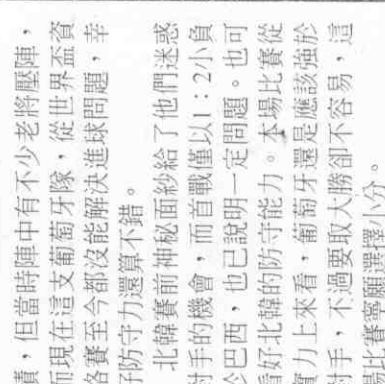 績，但當時陣中有不少老將壓陣，
而現在這支葡萄牙隊，從世界盃資
格賽至今都沒能解決進球問題，幸
好防守力還算不錯。
北韓賽前神秘面紗給了他們迷惑
對手的機會，而首戰僅以1：2小負
於巴西，也已說明一定問題。也可
看好北韓的防守能力。本場比賽從
實力上來看，葡萄牙還是應該強於
對手，不過要取大勝卻不容易，這
場比賽寧願選擇小分。